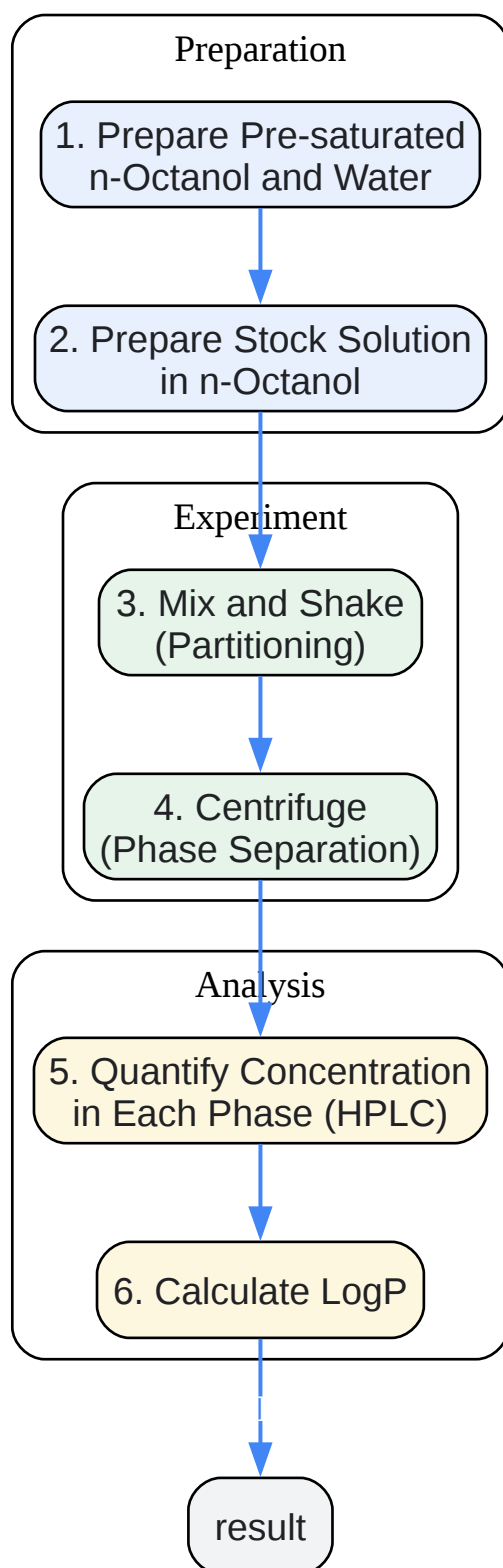 Preparation
1. Prepare Pre-saturated
n-Octanol and Water
2. Prepare Stock Solution
in n-Octanol
Experiment
3. Mix and Shake
(Partitioning)
4. Centrifuge
(Phase Separation)
Analysis
5. Quantify Concentration
in Each Phase (HPLC)
6. Calculate LogP
result